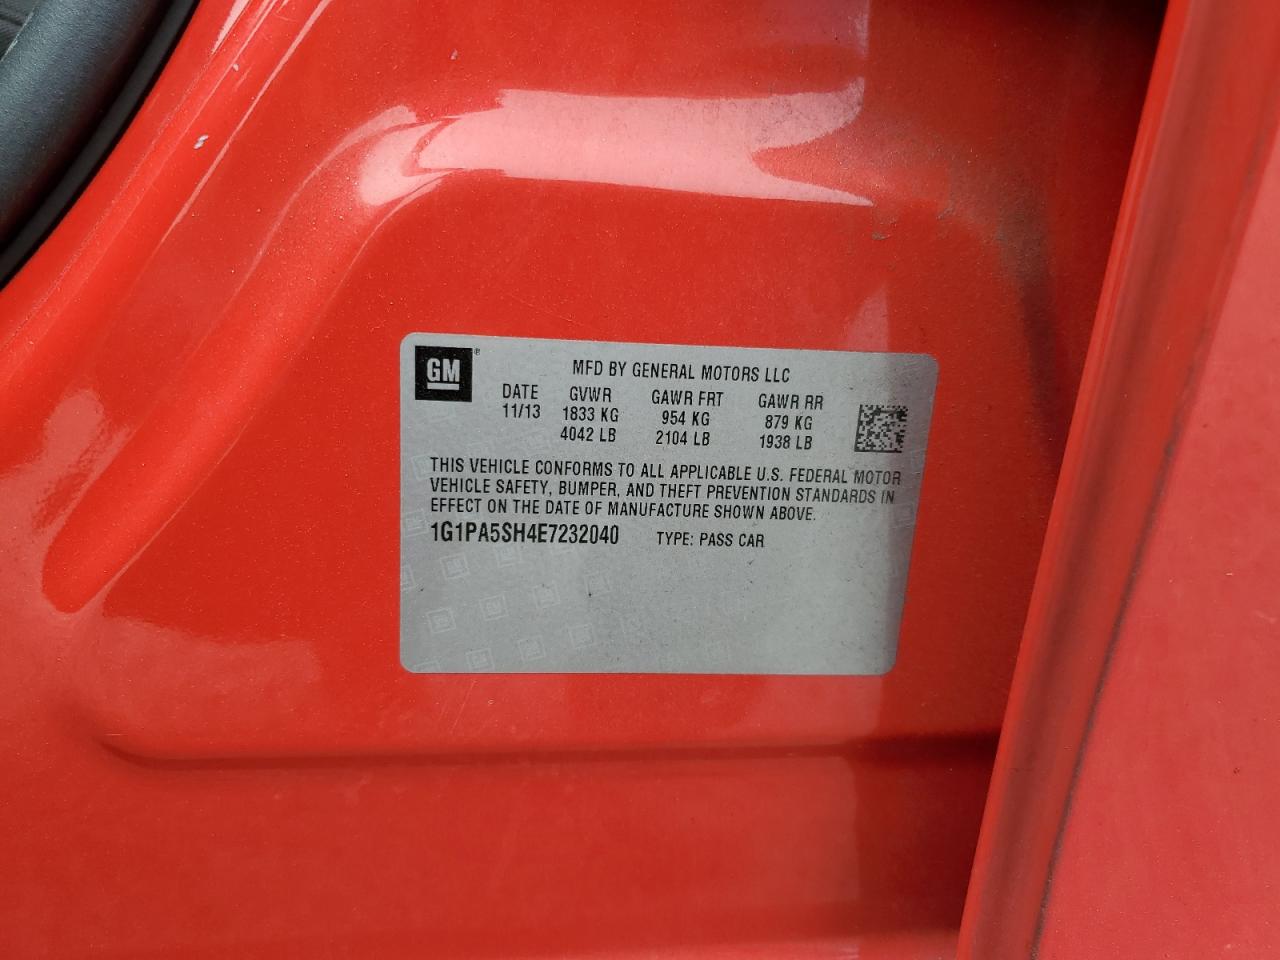 GM®
MFD BY GENERAL MOTORS LLC
DATE GVWR GAWR FRT GAWR RR
11/13 1833 KG 954 KG 879 KG
4042 LB 2104 LB 1938 LB
THIS VEHICLE CONFORMS TO ALL APPLICABLE U.S. FEDERAL MOTOR
VEHICLE SAFETY, BUMPER, AND THEFT PREVENTION STANDARDS IN
EFFECT ON THE DATE OF MANUFACTURE SHOWN ABOVE.
1G1PA5SH4E7232040 TYPE: PASS CAR